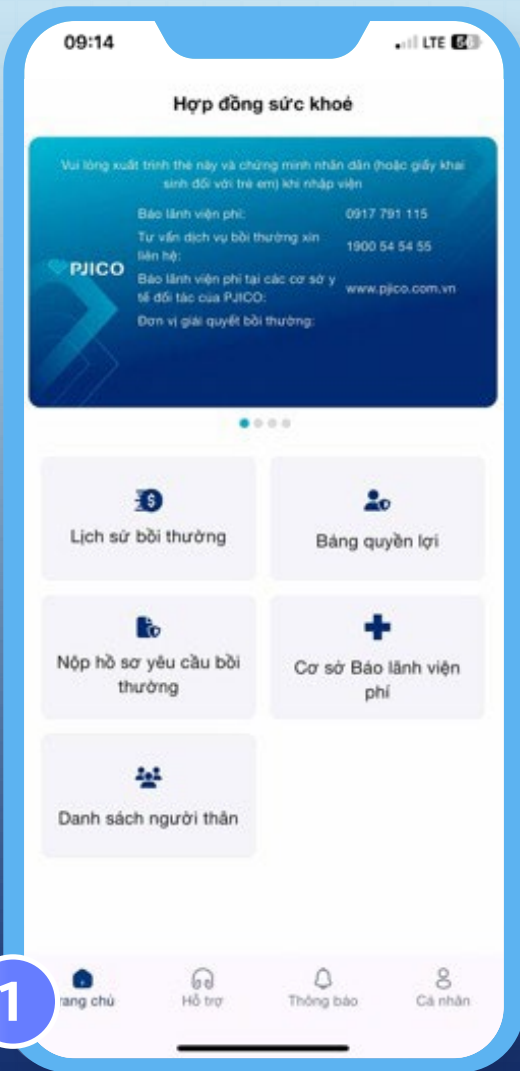 09:14
LTE
Hợp đồng sức khoẻ
Vui lòng xuất trình thẻ này và chứng minh nhân dân (hoặc giấy khai
sinh đối với trẻ em) khi nhập viện
Bảo lãnh viện phí: 0917 791 115
Tư vấn dịch vụ bồi thường xin
liên hệ: 1900 54 54 55
PJICO
Bảo lãnh viện phí tại các cơ sở y
tế đối tác của PJICO: www.pjico.com.vn
Đơn vị giải quyết bồi thường:
Lịch sử bồi thường
Bảng quyền lợi
Nộp hồ sơ yêu cầu bồi
thường
Cơ sở Bảo lãnh viện
phí
Danh sách người thân
1
rang chủ
Hỗ trợ
Thông báo
Cá nhân